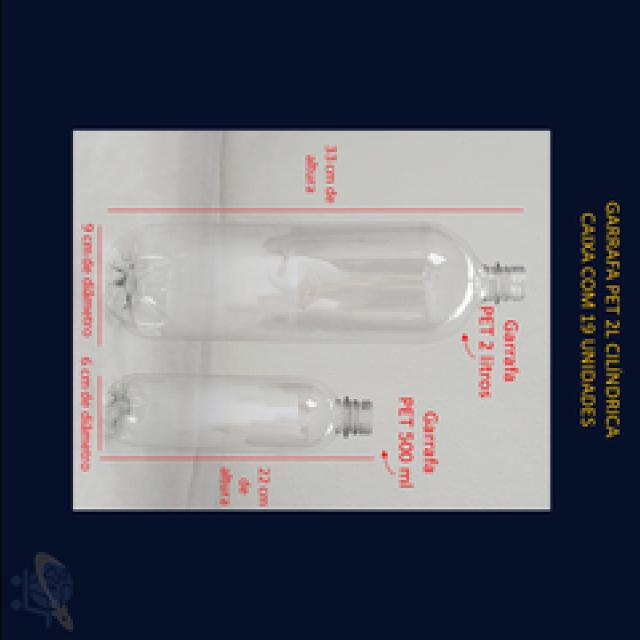 GARRAFA PET 2L CILÍNDRICA
CAIXA COM 19 UNIDADES
Garrafa
PET 2 litros
33 cm de
altura
Garrafa
PET 500 ml
22 cm
de
altura
9 cm de diâmetro
6 cm de diâmetro